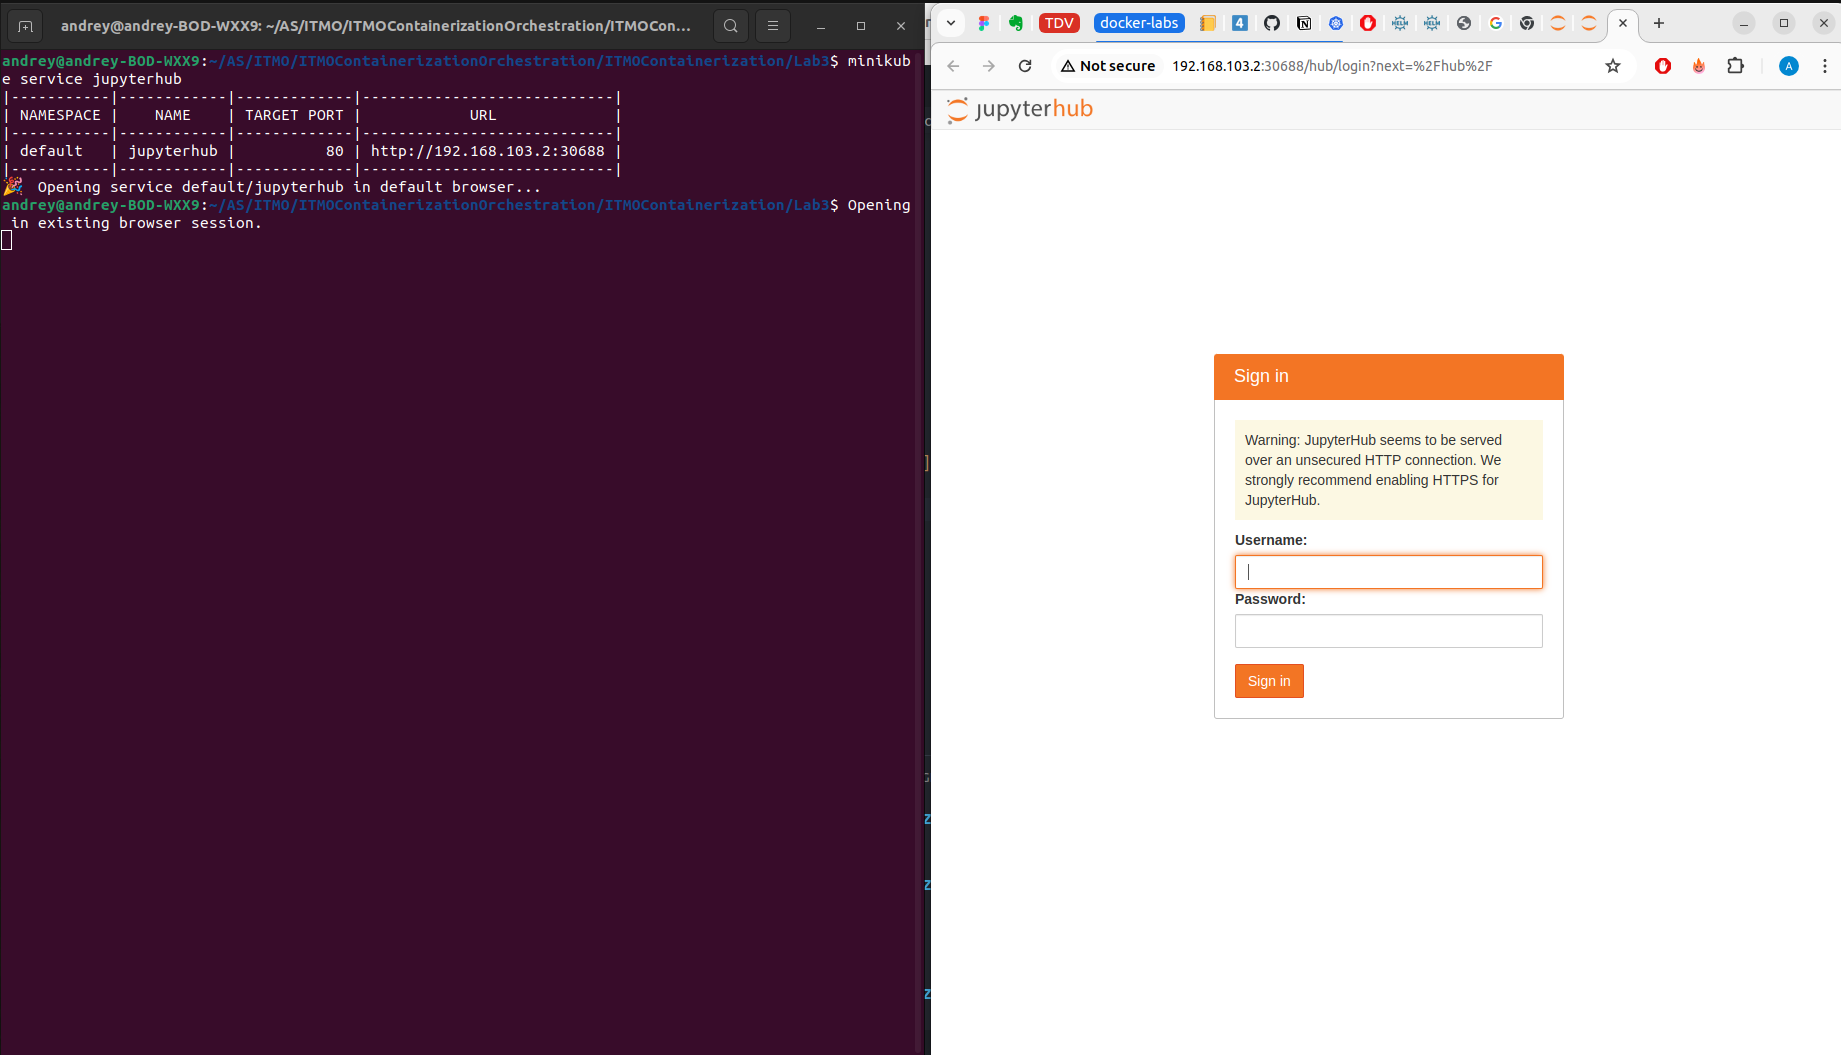 andrey@andrey-BOD-WXX9: ~/AS/ITMO/ITMOContainerizationOrchestration/ITMOCon...
andrey@andrey-BOD-WXX9:~/AS/ITMO/ITMOContainerizationOrchestration/ITMOContainerization/Lab3$ minikub
e service jupyterhub
|-----------|------------|-------------|----------------------------|
| NAMESPACE |    NAME    | TARGET PORT |            URL             |
|-----------|------------|-------------|----------------------------|
| default   | jupyterhub |          80 | http://192.168.103.2:30688 |
|-----------|------------|-------------|----------------------------|
🎉  Opening service default/jupyterhub in default browser...
andrey@andrey-BOD-WXX9:~/AS/ITMO/ITMOContainerizationOrchestration/ITMOContainerization/Lab3$ Opening
 in existing browser session.
TDV docker-labs 4 HELM HELM
Not secure 192.168.103.2:30688/hub/login?next=%2Fhub%2F A
jupyterhub
Sign in
Warning: JupyterHub seems to be served
over an unsecured HTTP connection. We
strongly recommend enabling HTTPS for
JupyterHub.
Username:
Password:
Sign in